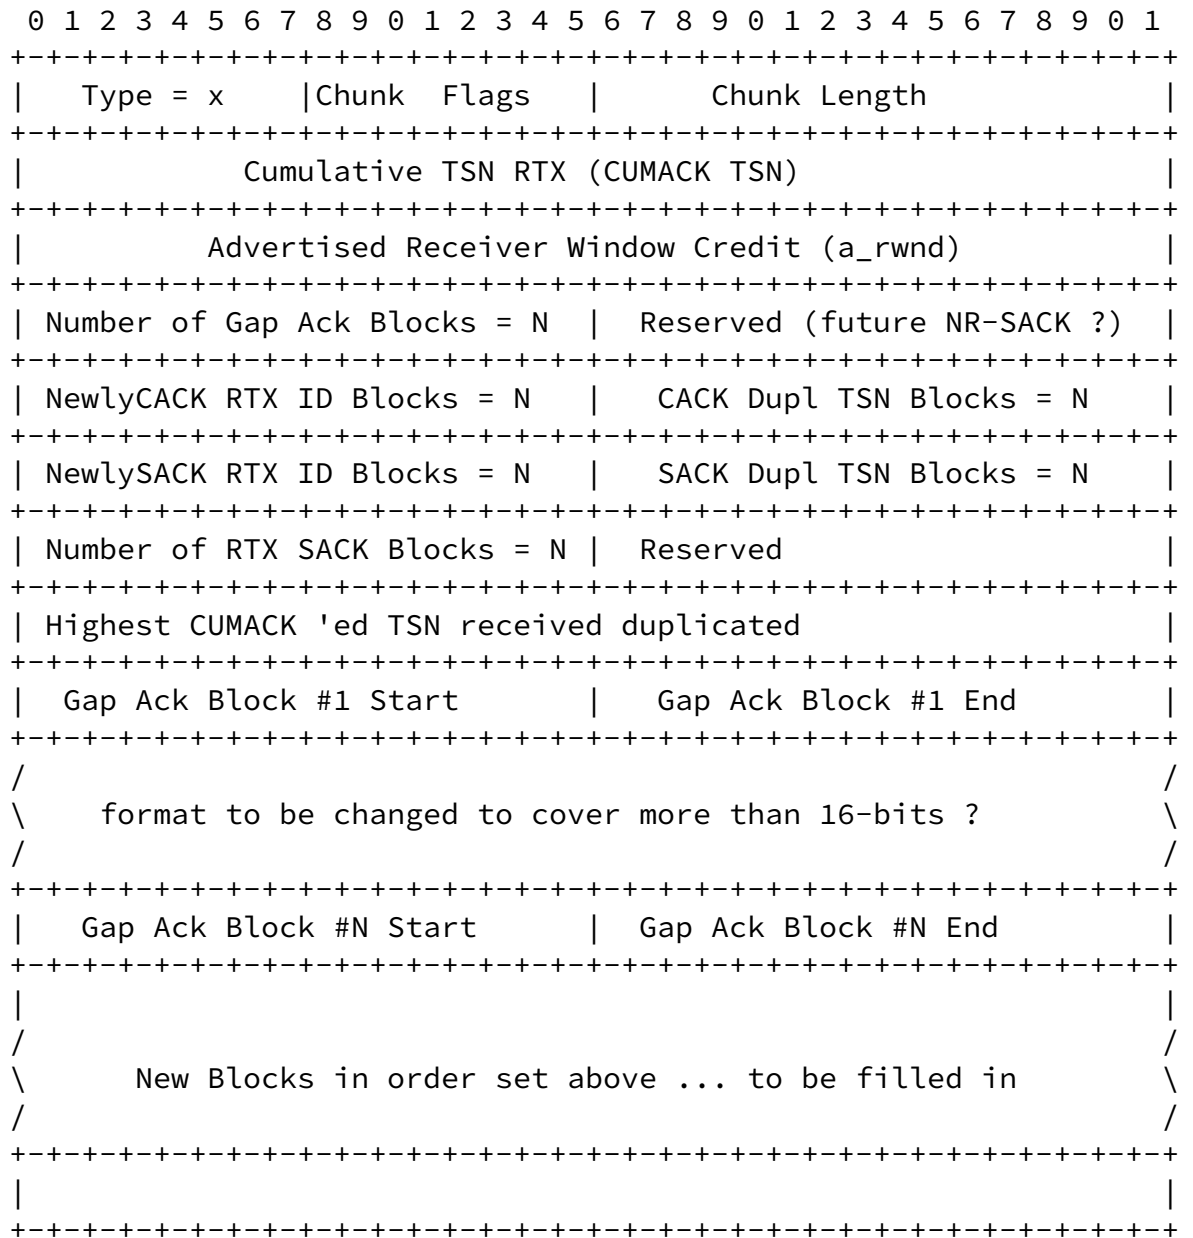 0 1 2 3 4 5 6 7 8 9 0 1 2 3 4 5 6 7 8 9 0 1 2 3 4 5 6 7 8 9 0 1
+-+-+-+-+-+-+-+-+-+-+-+-+-+-+-+-+-+-+-+-+-+-+-+-+-+-+-+-+-+-+-+-+
|   Type = x    |Chunk  Flags   |      Chunk Length             |
+-+-+-+-+-+-+-+-+-+-+-+-+-+-+-+-+-+-+-+-+-+-+-+-+-+-+-+-+-+-+-+-+
|            Cumulative TSN RTX (CUMACK TSN)                    |
+-+-+-+-+-+-+-+-+-+-+-+-+-+-+-+-+-+-+-+-+-+-+-+-+-+-+-+-+-+-+-+-+
|          Advertised Receiver Window Credit (a_rwnd)           |
+-+-+-+-+-+-+-+-+-+-+-+-+-+-+-+-+-+-+-+-+-+-+-+-+-+-+-+-+-+-+-+-+
| Number of Gap Ack Blocks = N  |  Reserved (future NR-SACK ?)  |
+-+-+-+-+-+-+-+-+-+-+-+-+-+-+-+-+-+-+-+-+-+-+-+-+-+-+-+-+-+-+-+-+
| NewlyCACK RTX ID Blocks = N   |   CACK Dupl TSN Blocks = N    |
+-+-+-+-+-+-+-+-+-+-+-+-+-+-+-+-+-+-+-+-+-+-+-+-+-+-+-+-+-+-+-+-+
| NewlySACK RTX ID Blocks = N   |   SACK Dupl TSN Blocks = N    |
+-+-+-+-+-+-+-+-+-+-+-+-+-+-+-+-+-+-+-+-+-+-+-+-+-+-+-+-+-+-+-+-+
| Number of RTX SACK Blocks = N |  Reserved                     |
+-+-+-+-+-+-+-+-+-+-+-+-+-+-+-+-+-+-+-+-+-+-+-+-+-+-+-+-+-+-+-+-+
| Highest CUMACK 'ed TSN received duplicated                    |
+-+-+-+-+-+-+-+-+-+-+-+-+-+-+-+-+-+-+-+-+-+-+-+-+-+-+-+-+-+-+-+-+
|  Gap Ack Block #1 Start       |   Gap Ack Block #1 End        |
+-+-+-+-+-+-+-+-+-+-+-+-+-+-+-+-+-+-+-+-+-+-+-+-+-+-+-+-+-+-+-+-+
/                                                               /
\    format to be changed to cover more than 16-bits ?          \
/                                                               /
+-+-+-+-+-+-+-+-+-+-+-+-+-+-+-+-+-+-+-+-+-+-+-+-+-+-+-+-+-+-+-+-+
|   Gap Ack Block #N Start      |  Gap Ack Block #N End         |
+-+-+-+-+-+-+-+-+-+-+-+-+-+-+-+-+-+-+-+-+-+-+-+-+-+-+-+-+-+-+-+-+
|                                                               |
/                                                               /
\      New Blocks in order set above ... to be filled in        \
/                                                               /
+-+-+-+-+-+-+-+-+-+-+-+-+-+-+-+-+-+-+-+-+-+-+-+-+-+-+-+-+-+-+-+-+
|                                                               |
+-+-+-+-+-+-+-+-+-+-+-+-+-+-+-+-+-+-+-+-+-+-+-+-+-+-+-+-+-+-+-+-+